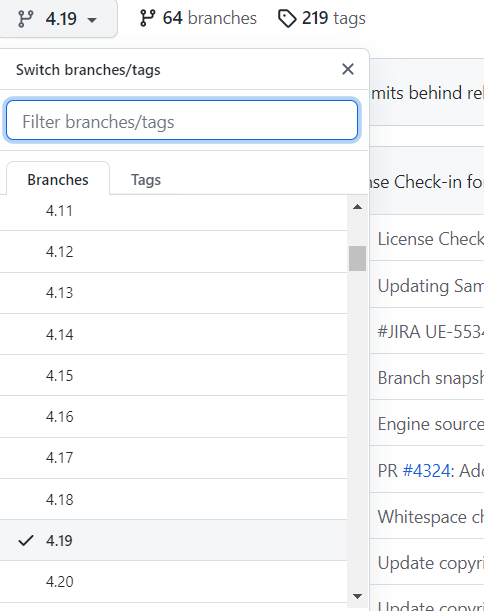 4.19 64 branches 219 tags
Switch branches/tags
mits behind rel
Filter branches/tags
Branches Tags
nse Check-in for
4.11
License Check
4.12
Updating Sam
4.13
4.14
#JIRA UE-5534
4.15
Branch snapsh
4.16
Engine source
4.17
PR #4324: Add
4.18
Whitespace ch
4.19
Update copyri
4.20
Update copyri